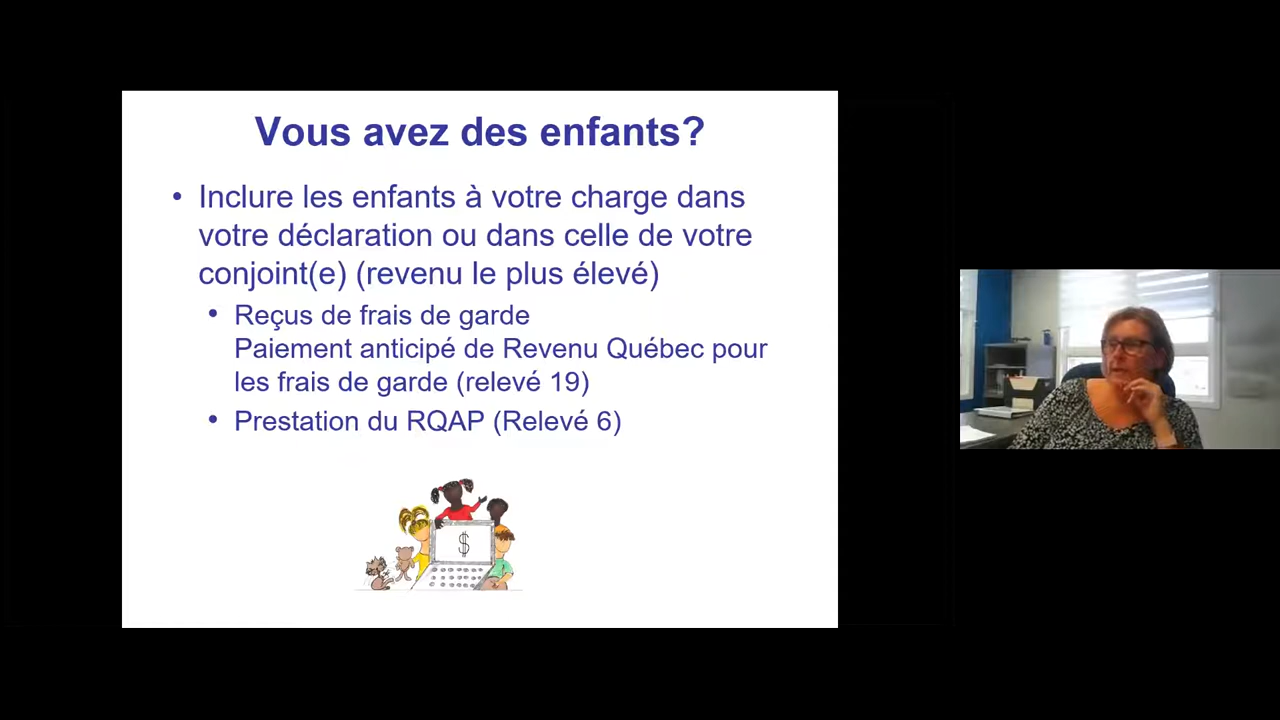 Vous avez des enfants?
• Inclure les enfants à votre charge dans
votre déclaration ou dans celle de votre
conjoint(e) (revenu le plus élevé)
• Reçus de frais de garde
Paiement anticipé de Revenu Québec pour
les frais de garde (relevé 19)
• Prestation du RQAP (Relevé 6)
$